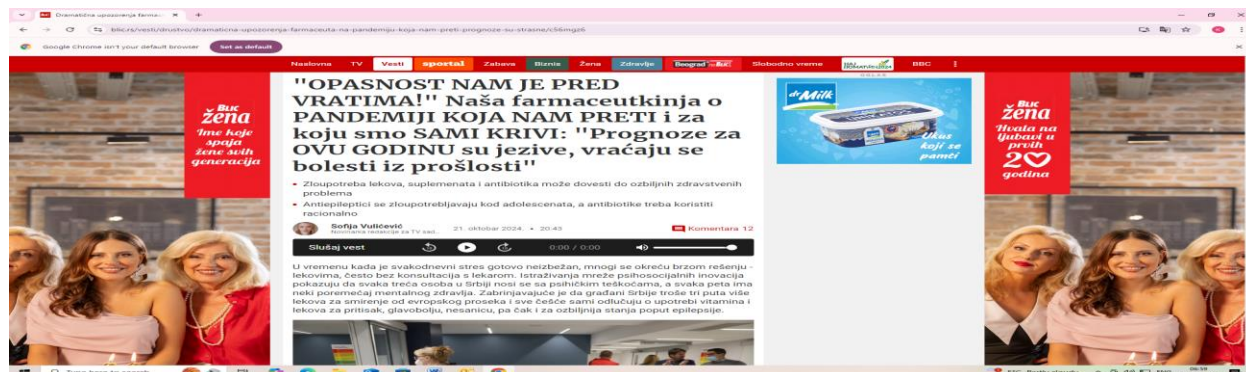 Dramatična upozorenja farma
blic.rs/vesti/drustvo/dramaticna-upozorenja-farmaceuta-na-pandemiju-koja-nam-preti-prognoze-su-strasne/c56mgz6
Google Chrome isn't your default browser Set as default
Naslovna TV Vesti sportal Zabava Biznis Žena Zdravlje Beograd Blic Slobodno vreme BBC
"OPASNOST NAM JE PRED
VRATIMA!" Naša farmaceutkinja o
PANDEMIJI KOJA NAM PRETI i za
koju smo SAMI KRIVI: "Prognoze za
OVU GODINU su jezive, vraćaju se
bolesti iz prošlosti"
• Zloupotreba lekova, suplemenata i antibiotika može dovesti do ozbiljnih zdravstvenih
problema
• Antiepileptici se zloupotrebljavaju kod adolescenata, a antibiotike treba koristiti
racionalno
Sofija Vulićević
21. oktobar 2024. • 20:43
Komentara 12
Slušaj vest 0:00 / 0:00
U vremenu kada je svakodnevni stres gotovo neizbežan, mnogi se okreću brzom rešenju -
lekovima, često bez konsultacija s lekarom. Istraživanja mreže psihosocijalnih inovacija
pokazuju da svaka treća osoba u Srbiji nosi se sa psihičkim teškoćama, a svaka peta ima
neki poremećaj mentalnog zdravlja. Zabrinjavajuće je da građani Srbije troše tri puta više
lekova za smirenje od evropskog proseka i sve češće sami odlučuju o upotrebi vitamina i
lekova za pritisak, glavobolju, nesanicu, pa čak i za ozbiljnija stanja poput epilepsije.
BLIC
žena
Ime koje
spaja
žene svih
generacija
dr Milk
Ukus
koji se
pamti
BLIC
žena
Hvala na
ljubavi u
prvih
20
godina
Type here to search
06:59